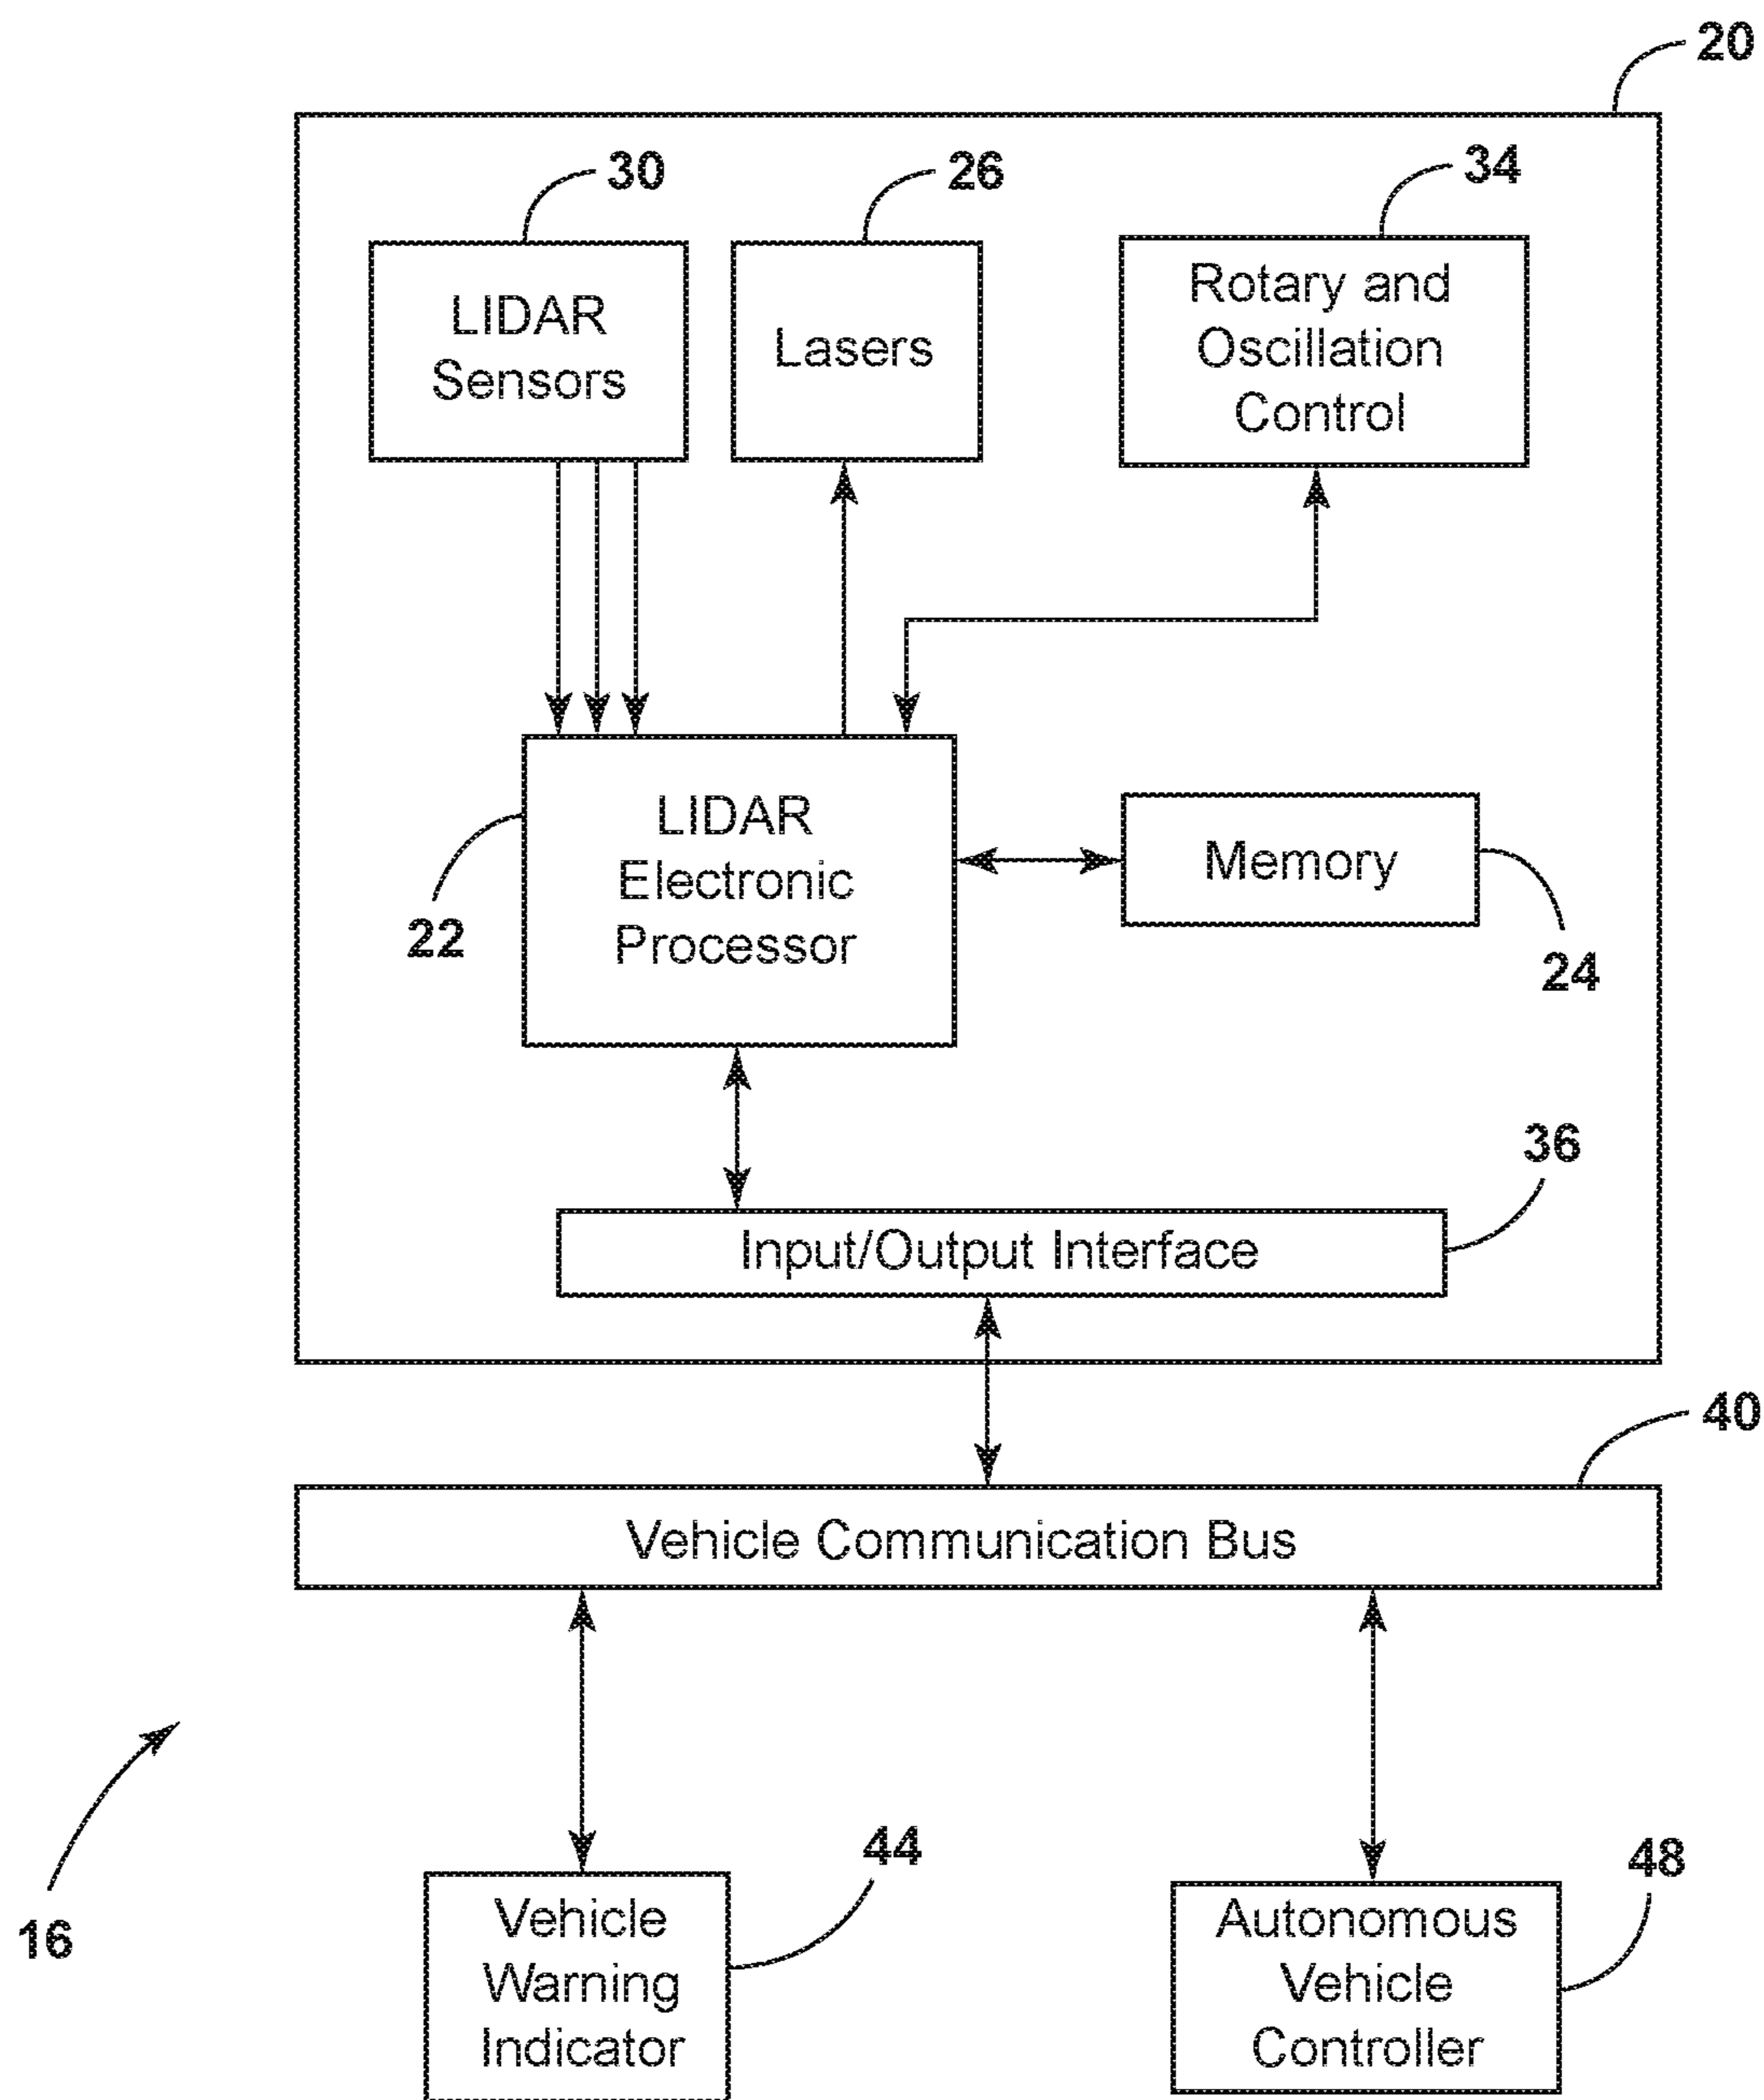 20
30
26
34
LIDAR
Sensors
Lasers
Rotary and
Oscillation
Control
LIDAR
Electronic
Processor
22
Memory
24
36
Input/Output Interface
40
Vehicle Communication Bus
16
44
48
Vehicle
Warning
Indicator
Autonomous
Vehicle
Controller